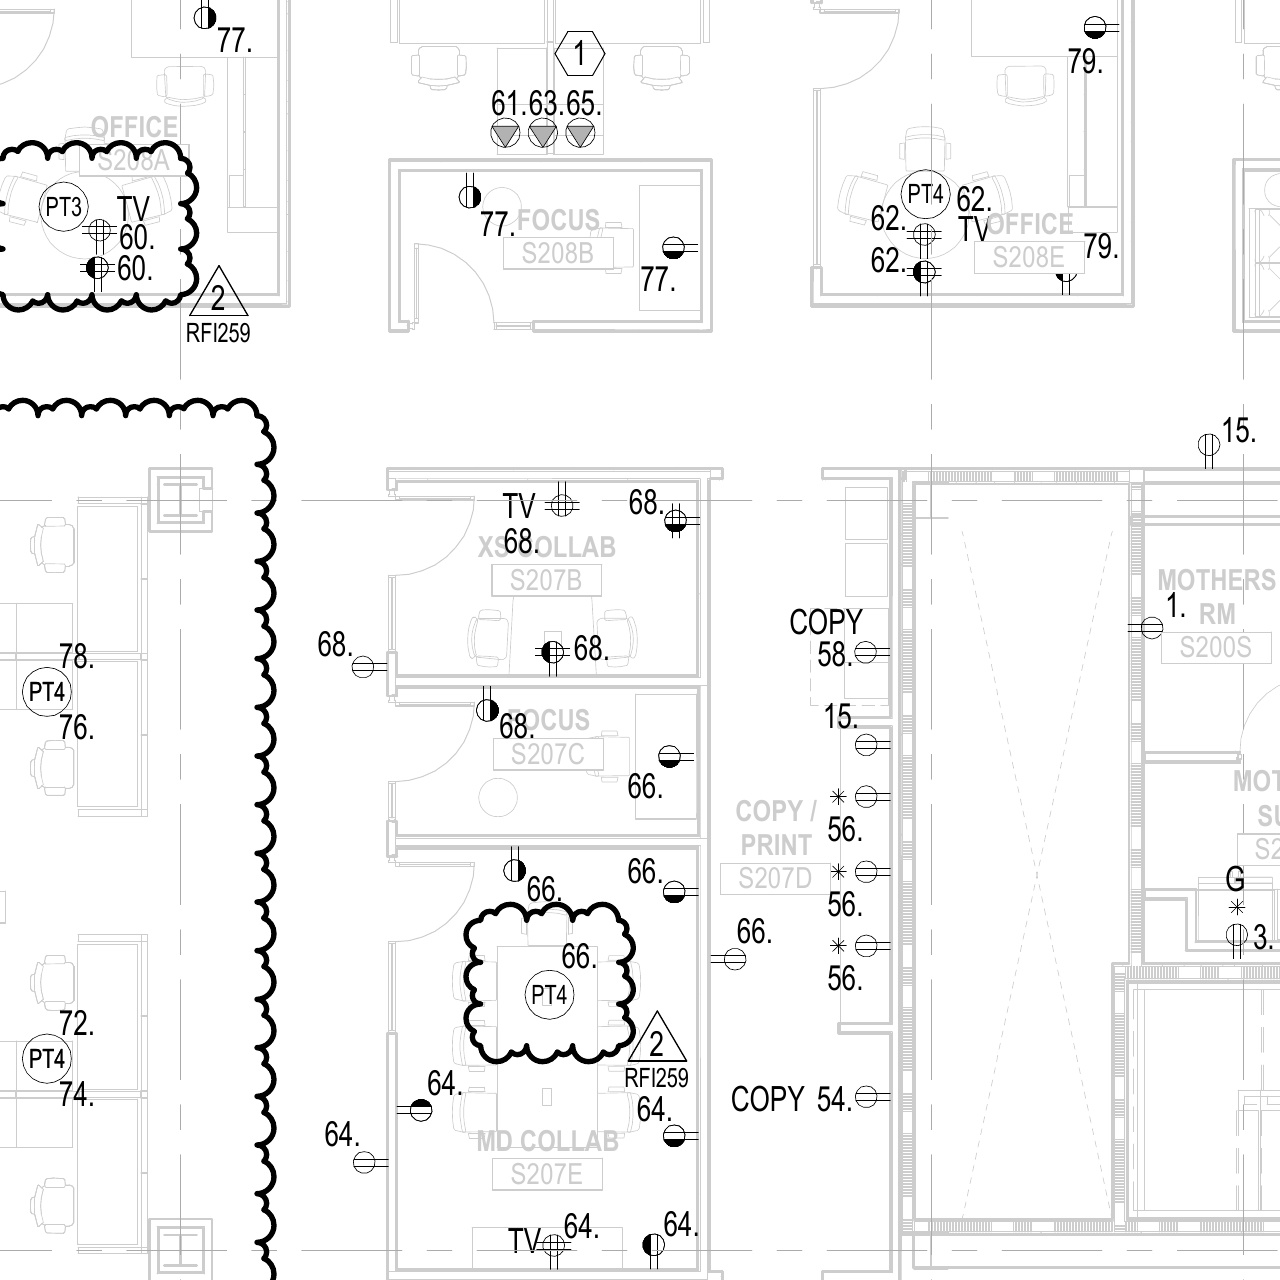 77.
1
79.
61. 63. 65.
OFFICE
S208A
PT3
TV
60.
60.
2
RFI259
77.
FOCUS
S208B
77.
PT4
62.
62.
TV
OFFICE
S208E
62.
79.
15.
TV
68.
68.
XS COLLAB
S207B
68.
68.
MOTHERS
RM
S200S
1.
COPY
58.
78.
PT4
76.
68.
FOCUS
S207C
66.
15.
COPY /
PRINT
S207D
56.
56.
56.
66.
66.
66.
PT4
66.
G
3.
2
RFI259
72.
PT4
74.
64.
64.
64.
COPY 54.
MD COLLAB
S207E
TV
64.
64.